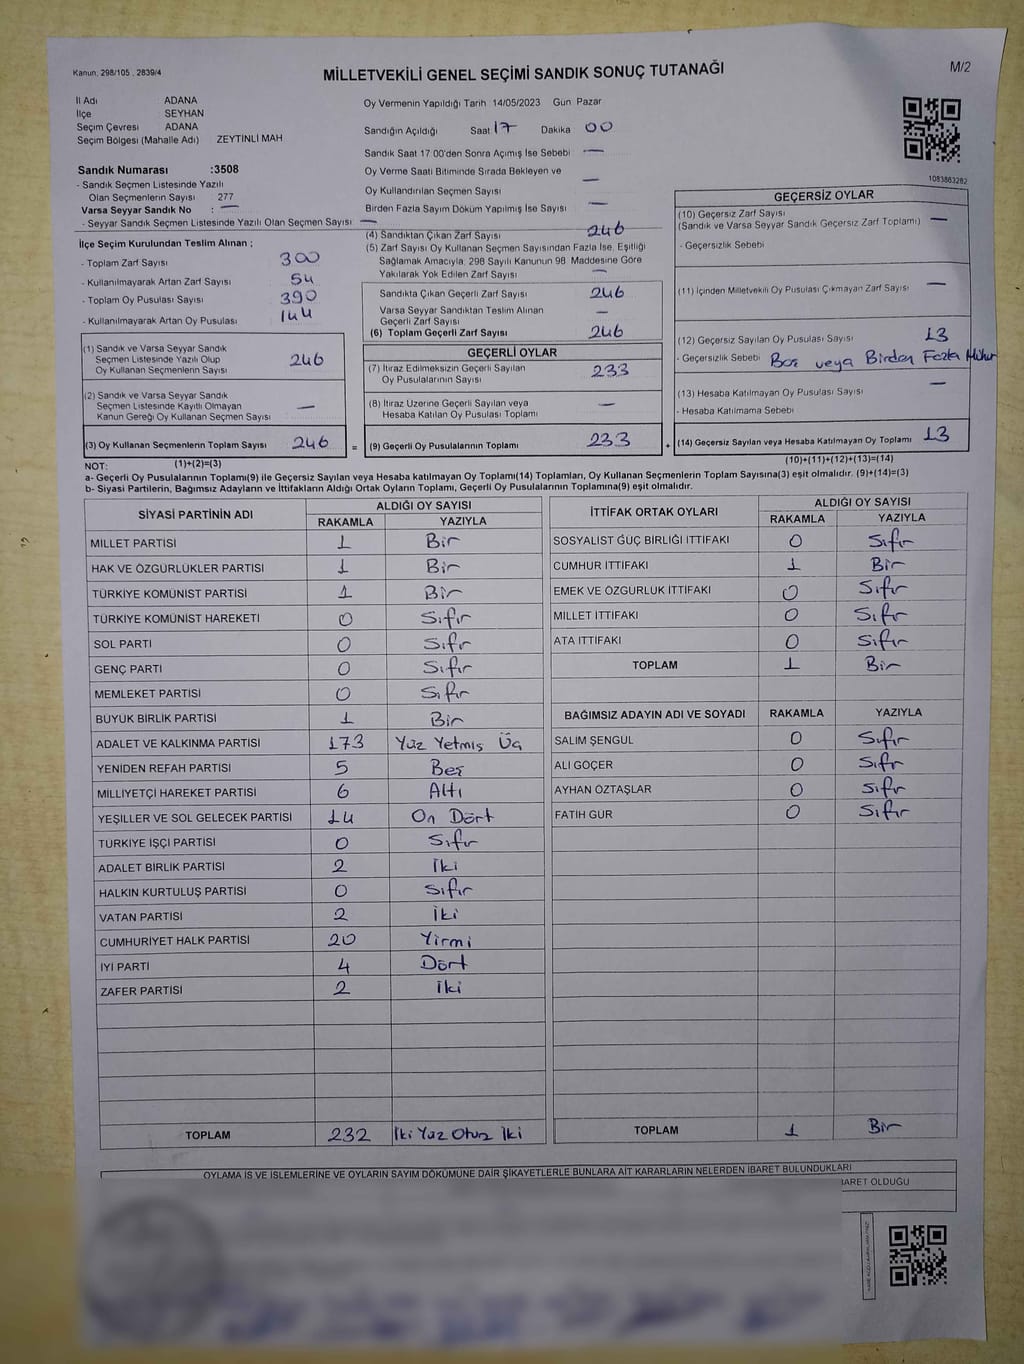 Kanun; 298/105 , 2839/4
MİLLETVEKİLİ GENEL SEÇİMİ SANDIK SONUÇ TUTANAĞI
M/2
İl Adı ADANA
İlçe SEYHAN
Seçim Çevresi ADANA
Seçim Bölgesi (Mahalle Adı) ZEYTİNLİ MAH
Sandık Numarası :3508
- Sandık Seçmen Listesinde Yazılı
Olan Seçmenlerin Sayısı 277
Varsa Seyyar Sandık No : —
- Seyyar Sandık Seçmen Listesinde Yazılı Olan Seçmen Sayısı —
İlçe Seçim Kurulundan Teslim Alınan ;
- Toplam Zarf Sayısı 300
- Kullanılmayarak Artan Zarf Sayısı 54
- Toplam Oy Pusulası Sayısı 390
- Kullanılmayarak Artan Oy Pusulası 144
(1) Sandık ve Varsa Seyyar Sandık
Seçmen Listesinde Yazılı Olup
Oy Kullanan Seçmenlerin Sayısı 246
(2) Sandık ve Varsa Seyyar Sandık
Seçmen Listesinde Kayıtlı Olmayan
Kanun Gereği Oy Kullanan Seçmen Sayısı —
(3) Oy Kullanan Seçmenlerin Toplam Sayısı 246 =
Oy Vermenin Yapıldığı Tarih 14/05/2023 Gün Pazar
Sandığın Açıldığı Saat 17 Dakika 00
Sandık Saat 17 00'den Sonra Açımış İse Sebebi —
Oy Verme Saati Bitiminde Sırada Bekleyen ve
Oy Kullandırılan Seçmen Sayısı —
Birden Fazla Sayım Döküm Yapılmış İse Sayısı —
(4) Sandıktan Çıkan Zarf Sayısı 246
(5) Zarf Sayısı Oy Kullanan Seçmen Sayısından Fazla İse, Eşitliği
Sağlamak Amacıyla, 298 Sayılı Kanunun 98 Maddesine Göre
Yakılarak Yok Edilen Zarf Sayısı —
Sandıkta Çıkan Geçerli Zarf Sayısı 246
Varsa Seyyar Sandıktan Teslim Alınan
Geçerli Zarf Sayısı —
(6) Toplam Geçerli Zarf Sayısı 246
GEÇERLİ OYLAR
(7) İtiraz Edilmeksizin Geçerli Sayılan
Oy Pusulalarının Sayısı 233
(8) İtiraz Üzerine Geçerli Sayılan veya
Hesaba Katılan Oy Pusulası Toplamı —
(9) Geçerli Oy Pusulalarının Toplamı 233 +
1083863282
GEÇERSİZ OYLAR
(10) Geçersiz Zarf Sayısı
(Sandık ve Varsa Seyyar Sandık Geçersiz Zarf Toplamı) —
- Geçersizlik Sebebi
(11) İçinden Milletvekili Oy Pusulası Çıkmayan Zarf Sayısı —
(12) Geçersiz Sayılan Oy Pusulası Sayısı 13
- Geçersizlik Sebebi Boş veya Birden Fazla Mühür
(13) Hesaba Katılmayan Oy Pusulası Sayısı —
- Hesaba Katılmama Sebebi
(14) Geçersiz Sayılan veya Hesaba Katılmayan Oy Toplamı 13
NOT: (1)+(2)=(3) (10)+(11)+(12)+(13)=(14)
a- Geçerli Oy Pusulalarının Toplamı(9) ile Geçersiz Sayılan veya Hesaba katılmayan Oy Toplamı(14) Toplamları, Oy Kullanan Seçmenlerin Toplam Sayısına(3) eşit olmalıdır. (9)+(14)=(3)
b- Siyasi Partilerin, Bağımsız Adayların ve İttifakların Aldığı Ortak Oyların Toplamı, Geçerli Oy Pusulalarının Toplamına(9) eşit olmalıdır.
SİYASİ PARTİNİN ADI ALDIĞI OY SAYISI
RAKAMLA YAZIYLA
MİLLET PARTİSİ 1 Bir
HAK VE ÖZGÜRLÜKLER PARTİSİ 1 Bir
TÜRKİYE KOMÜNİST PARTİSİ 1 Bir
TÜRKİYE KOMÜNİST HAREKETİ 0 Sıfır
SOL PARTİ 0 Sıfır
GENÇ PARTİ 0 Sıfır
MEMLEKET PARTİSİ 0 Sıfır
BÜYÜK BİRLİK PARTİSİ 1 Bir
ADALET VE KALKINMA PARTİSİ 173 Yüz Yetmiş Üç
YENİDEN REFAH PARTİSİ 5 Beş
MİLLİYETÇİ HAREKET PARTİSİ 6 Altı
YEŞİLLER VE SOL GELECEK PARTİSİ 14 On Dört
TÜRKİYE İŞÇİ PARTİSİ 0 Sıfır
ADALET BİRLİK PARTİSİ 2 İki
HALKIN KURTULUŞ PARTİSİ 0 Sıfır
VATAN PARTİSİ 2 İki
CUMHURİYET HALK PARTİSİ 20 Yirmi
İYİ PARTİ 4 Dört
ZAFER PARTİSİ 2 İki
TOPLAM 232 İki Yüz Otuz İki
İTTİFAK ORTAK OYLARI ALDIĞI OY SAYISI
RAKAMLA YAZIYLA
SOSYALİST GÜÇ BİRLİĞİ İTTİFAKI 0 Sıfır
CUMHUR İTTİFAKI 1 Bir
EMEK VE ÖZGÜRLÜK İTTİFAKI 0 Sıfır
MİLLET İTTİFAKI 0 Sıfır
ATA İTTİFAKI 0 Sıfır
TOPLAM 1 Bir
BAĞIMSIZ ADAYIN ADI VE SOYADI RAKAMLA YAZIYLA
SALİM ŞENGÜL 0 Sıfır
ALİ GÖÇER 0 Sıfır
AYHAN ÖZTAŞLAR 0 Sıfır
FATİH GÜR 0 Sıfır
TOPLAM 1 Bir
OYLAMA İŞ VE İŞLEMLERİNE VE OYLARIN SAYIM DÖKÜMÜNE DAİR ŞİKAYETLERLE BUNLARA AİT KARARLARIN NELERDEN İBARET BULUNDUKLARI
İBARET OLDUĞU